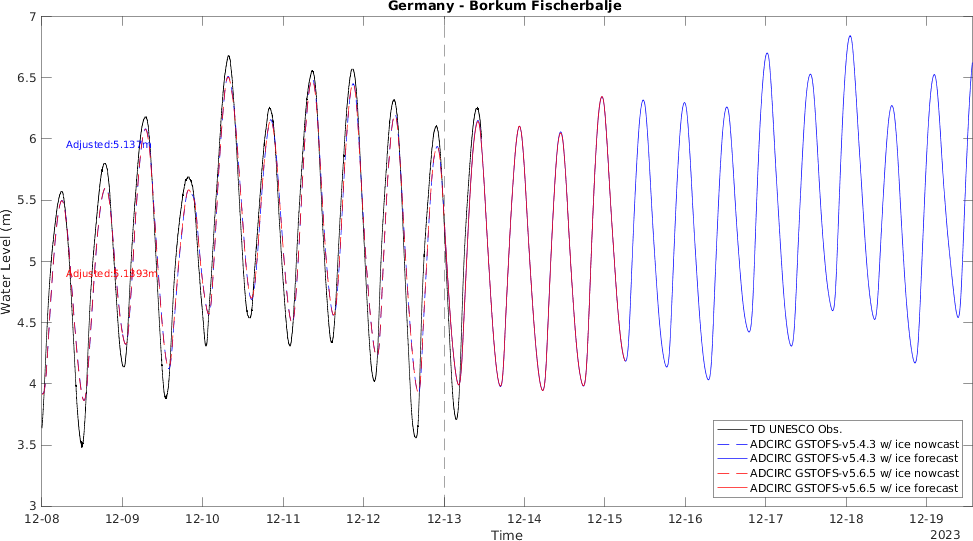 Germany - Borkum Fischerbalje
7
6.5
6
5.5
5
4.5
4
3.5
3
Water Level (m)
Adjusted:5.137m
Adjusted:5.1393m
TD UNESCO Obs.
ADCIRC GSTOFS-v5.4.3 w/ ice nowcast
ADCIRC GSTOFS-v5.4.3 w/ ice forecast
ADCIRC GSTOFS-v5.6.5 w/ ice nowcast
ADCIRC GSTOFS-v5.6.5 w/ ice forecast
12-08 12-09 12-10 12-11 12-12 12-13 12-14 12-15 12-16 12-17 12-18 12-19
Time
2023